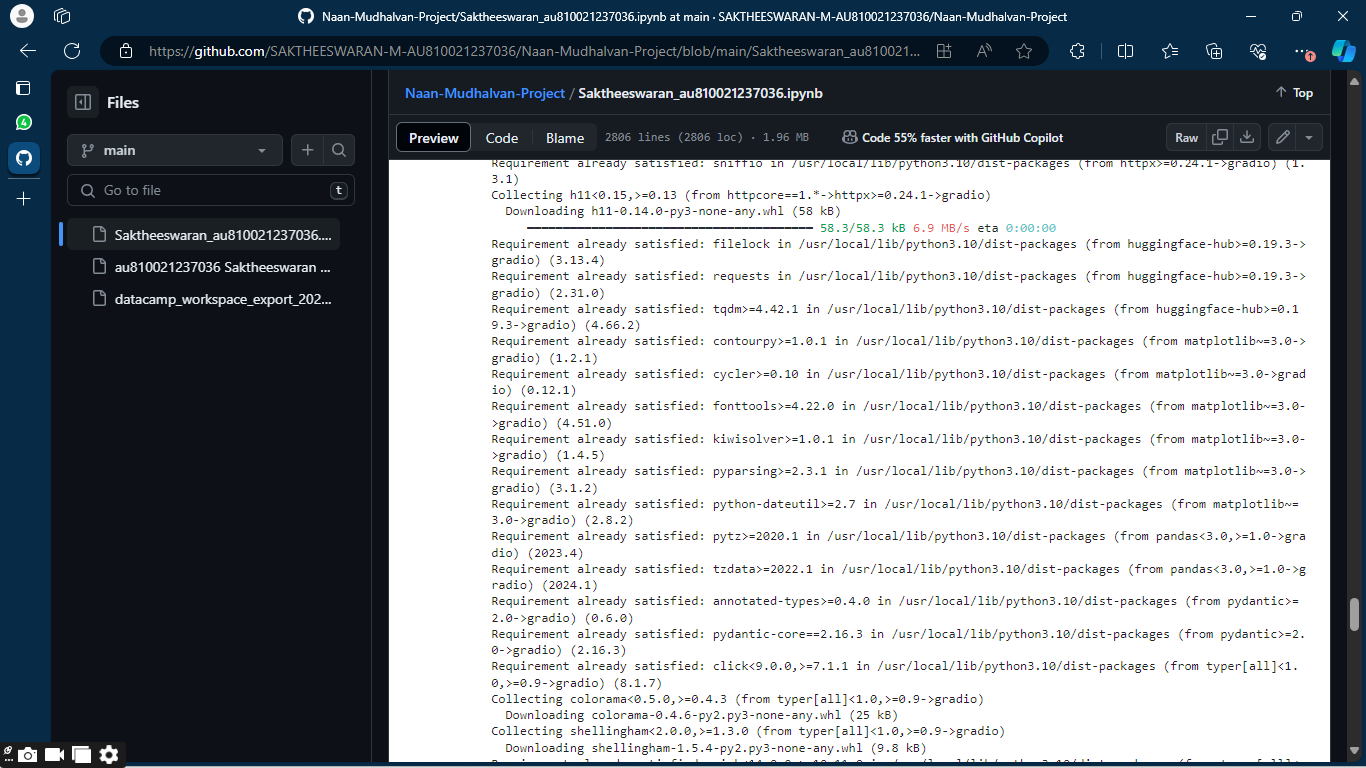 Naan-Mudhalvan-Project/Saktheeswaran_au810021237036.ipynb at main · SAKTHEESWARAN-M-AU810021237036/Naan-Mudhalvan-Project
https://github.com/SAKTHEESWARAN-M-AU810021237036/Naan-Mudhalvan-Project/blob/main/Saktheeswaran_au810021...
4
Files
main
Go to file
t
Saktheeswaran_au810021237036....
au810021237036 Saktheeswaran ...
datacamp_workspace_export_202...
Naan-Mudhalvan-Project / Saktheeswaran_au810021237036.ipynb
Top
Preview
Code
Blame
2806 lines (2806 loc) · 1.96 MB
Code 55% faster with GitHub Copilot
Raw
Requirement already satisfied: sniffio in /usr/local/lib/python3.10/dist-packages (from httpx>=0.24.1->gradio) (1.
3.1)
Collecting h11<0.15,>=0.13 (from httpcore==1.*->httpx>=0.24.1->gradio)
Downloading h11-0.14.0-py3-none-any.whl (58 kB)
58.3/58.3 kB 6.9 MB/s eta 0:00:00
Requirement already satisfied: filelock in /usr/local/lib/python3.10/dist-packages (from huggingface-hub>=0.19.3->
gradio) (3.13.4)
Requirement already satisfied: requests in /usr/local/lib/python3.10/dist-packages (from huggingface-hub>=0.19.3->
gradio) (2.31.0)
Requirement already satisfied: tqdm>=4.42.1 in /usr/local/lib/python3.10/dist-packages (from huggingface-hub>=0.1
9.3->gradio) (4.66.2)
Requirement already satisfied: contourpy>=1.0.1 in /usr/local/lib/python3.10/dist-packages (from matplotlib~=3.0->
gradio) (1.2.1)
Requirement already satisfied: cycler>=0.10 in /usr/local/lib/python3.10/dist-packages (from matplotlib~=3.0->grad
io) (0.12.1)
Requirement already satisfied: fonttools>=4.22.0 in /usr/local/lib/python3.10/dist-packages (from matplotlib~=3.0-
>gradio) (4.51.0)
Requirement already satisfied: kiwisolver>=1.0.1 in /usr/local/lib/python3.10/dist-packages (from matplotlib~=3.0-
>gradio) (1.4.5)
Requirement already satisfied: pyparsing>=2.3.1 in /usr/local/lib/python3.10/dist-packages (from matplotlib~=3.0->
gradio) (3.1.2)
Requirement already satisfied: python-dateutil>=2.7 in /usr/local/lib/python3.10/dist-packages (from matplotlib~=
3.0->gradio) (2.8.2)
Requirement already satisfied: pytz>=2020.1 in /usr/local/lib/python3.10/dist-packages (from pandas<3.0,>=1.0->gra
dio) (2023.4)
Requirement already satisfied: tzdata>=2022.1 in /usr/local/lib/python3.10/dist-packages (from pandas<3.0,>=1.0->g
radio) (2024.1)
Requirement already satisfied: annotated-types>=0.4.0 in /usr/local/lib/python3.10/dist-packages (from pydantic>=
2.0->gradio) (0.6.0)
Requirement already satisfied: pydantic-core==2.16.3 in /usr/local/lib/python3.10/dist-packages (from pydantic>=2.
0->gradio) (2.16.3)
Requirement already satisfied: click<9.0.0,>=7.1.1 in /usr/local/lib/python3.10/dist-packages (from typer[all]<1.
0,>=0.9->gradio) (8.1.7)
Collecting colorama<0.5.0,>=0.4.3 (from typer[all]<1.0,>=0.9->gradio)
Downloading colorama-0.4.6-py2.py3-none-any.whl (25 kB)
Collecting shellingham<2.0.0,>=1.3.0 (from typer[all]<1.0,>=0.9->gradio)
Downloading shellingham-1.5.4-py2.py3-none-any.whl (9.8 kB)